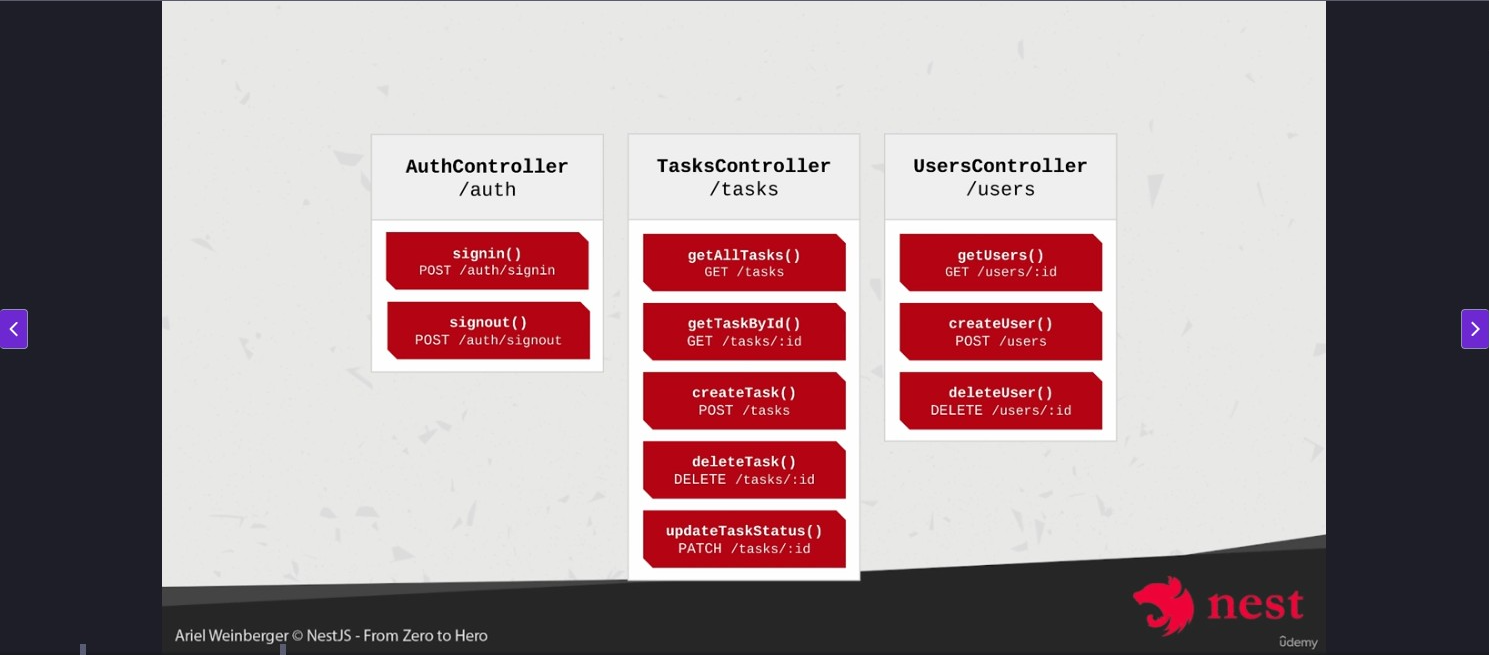 AuthController
/auth
signin()
POST /auth/signin
signout()
POST /auth/signout
TasksController
/tasks
getAllTasks()
GET /tasks
getTaskById()
GET /tasks/:id
createTask()
POST /tasks
deleteTask()
DELETE /tasks/:id
updateTaskStatus()
PATCH /tasks/:id
UsersController
/users
getUsers()
GET /users/:id
createUser()
POST /users
deleteUser()
DELETE /users/:id
Ariel Weinberger © NestJS - From Zero to Hero
nest
ûdemy